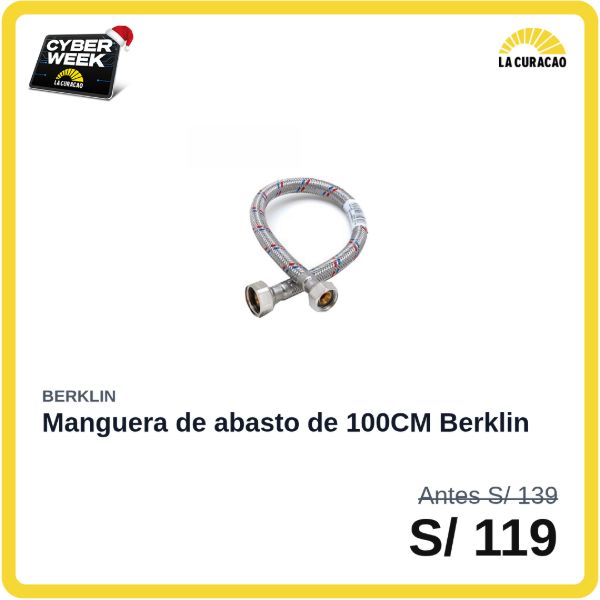 CYBER
WEEK
LA CURACAO
LA CURACAO
BERKLIN
Manguera de abasto de 100CM Berklin
Antes S/ 139
S/ 119